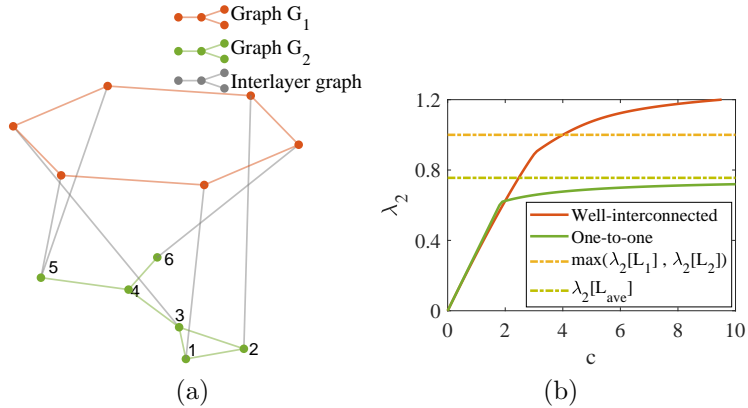 Graph G₁
Graph G₂
Interlayer graph
5
6
4
3
1
2
(a)
1.2
0.8
0.4
0
λ₂
0 2 4 6 8 10
c
Well-interconnected
One-to-one
max(λ₂[L₁] , λ₂[L₂])
λ₂[L_ave]
(b)